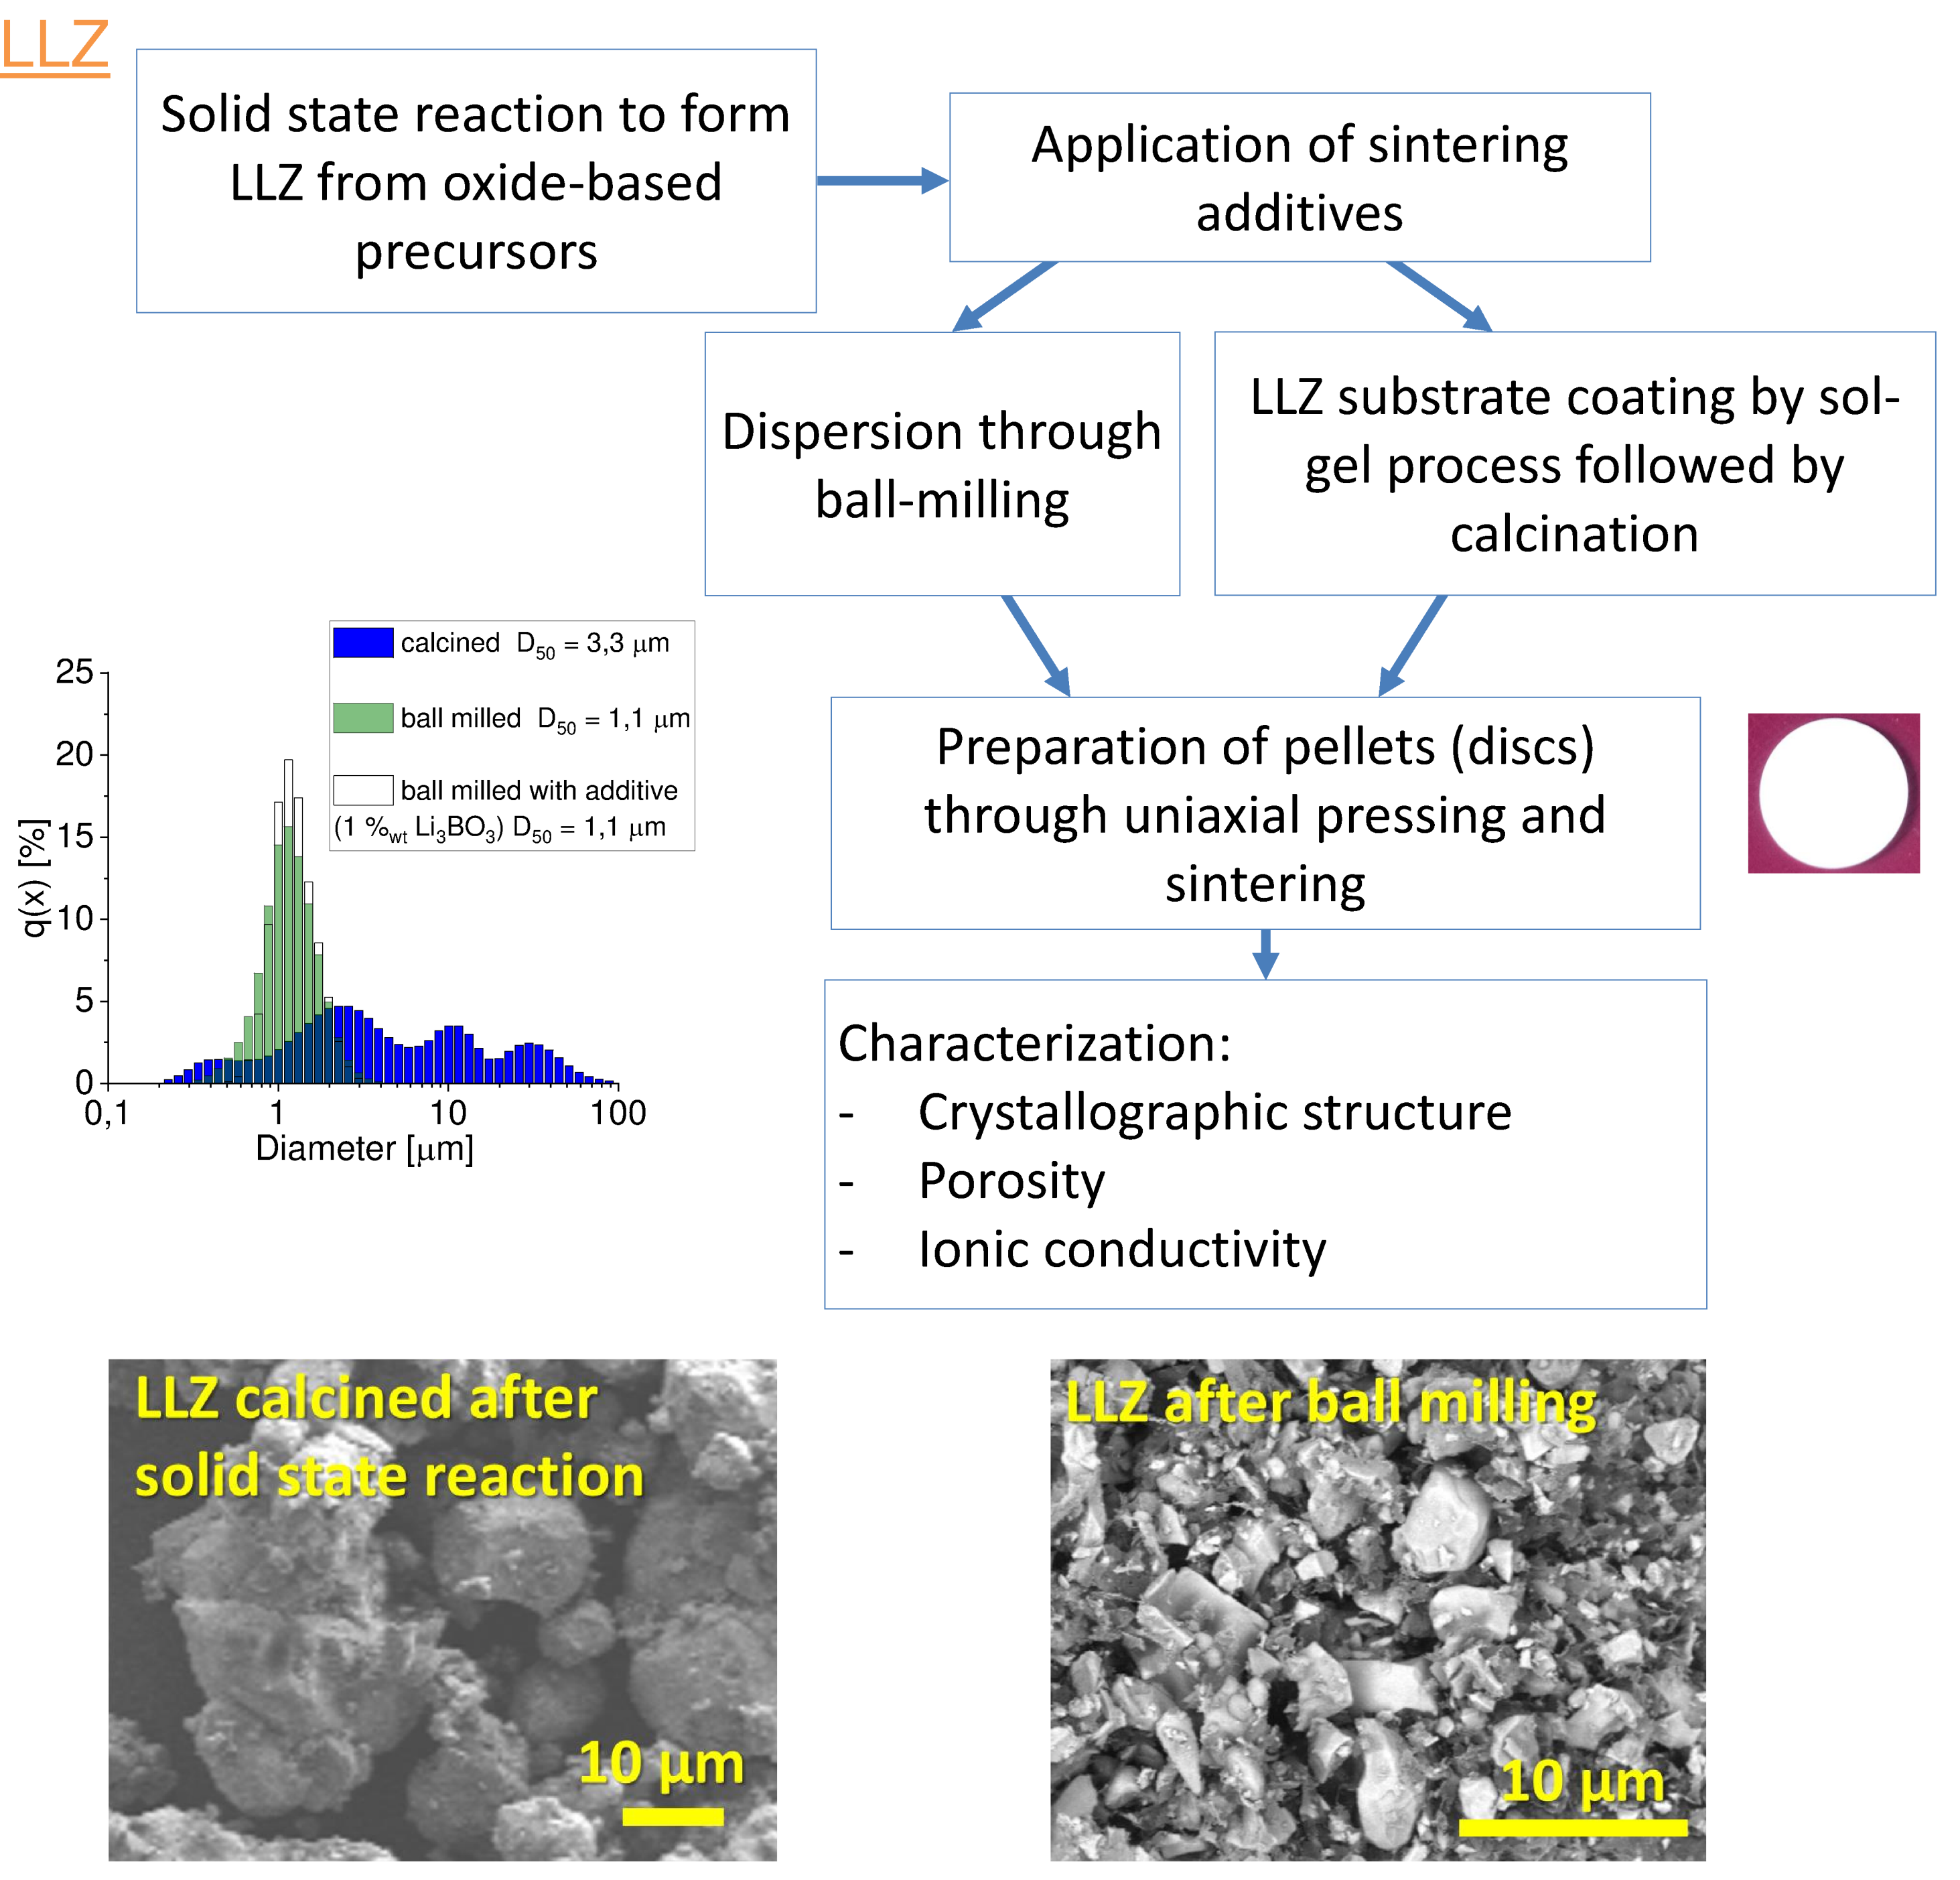 LLZ
Solid state reaction to form
LLZ from oxide-based
precursors
Application of sintering
additives
Dispersion through
ball-milling
LLZ substrate coating by sol-
gel process followed by
calcination
Preparation of pellets (discs)
through uniaxial pressing and
sintering
Characterization:
- Crystallographic structure
- Porosity
- Ionic conductivity
calcined D50 = 3,3 µm
ball milled D50 = 1,1 µm
ball milled with additive
(1 %wt Li3BO3) D50 = 1,1 µm
q(x) [%]
25
20
15
10
5
0
0,1 1 10 100
Diameter [µm]
LLZ calcined after
solid state reaction
10 µm
LLZ after ball milling
10 µm